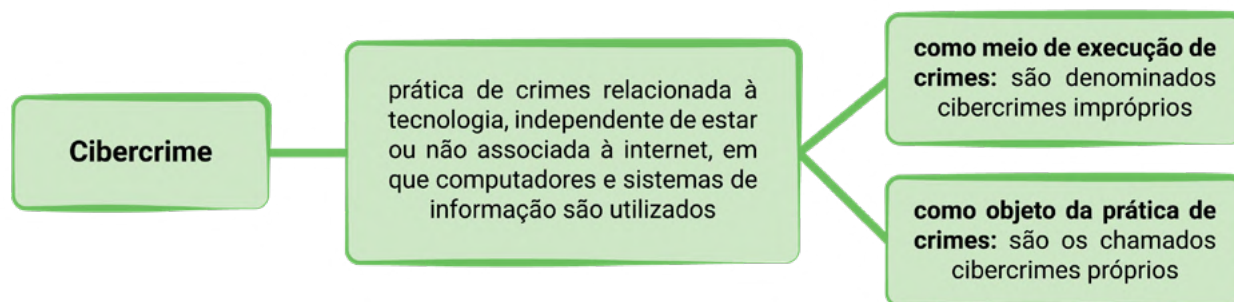 Cibercrime
prática de crimes relacionada à
tecnologia, independente de estar
ou não associada à internet, em
que computadores e sistemas de
informação são utilizados
como meio de execução de
crimes: são denominados
cibercrimes impróprios
como objeto da prática de
crimes: são os chamados
cibercrimes próprios